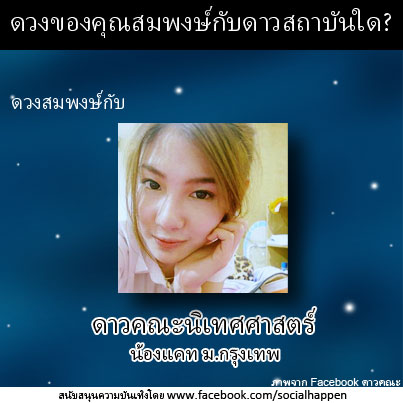 ดวงของคุณสมพงษ์กับดาวสถาบันใด?
ดวงสมพงษ์กับ
ดาวคณะนิเทศศาสตร์
น้องแคท ม.กรุงเทพ
ภาพจาก Facebook ดาวคณะ
สนับสนุนความบันเทิงโดย www.facebook.com/socialhappen